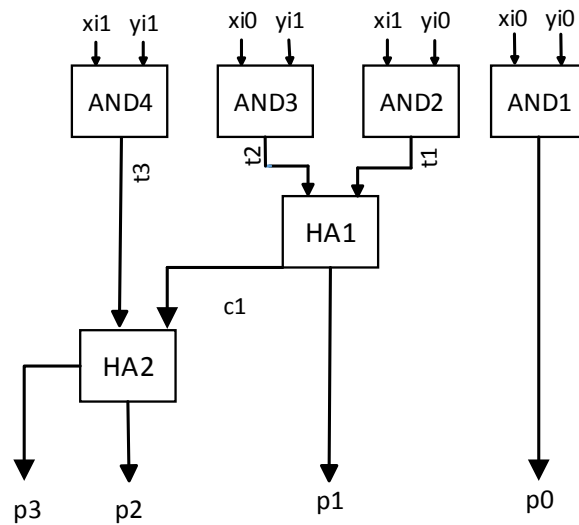 xi1 yi1 xi0 yi1 xi1 yi0 xi0 yi0
AND4 AND3 AND2 AND1
t3 t2 t1
HA1
c1
HA2
p3 p2 p1 p0